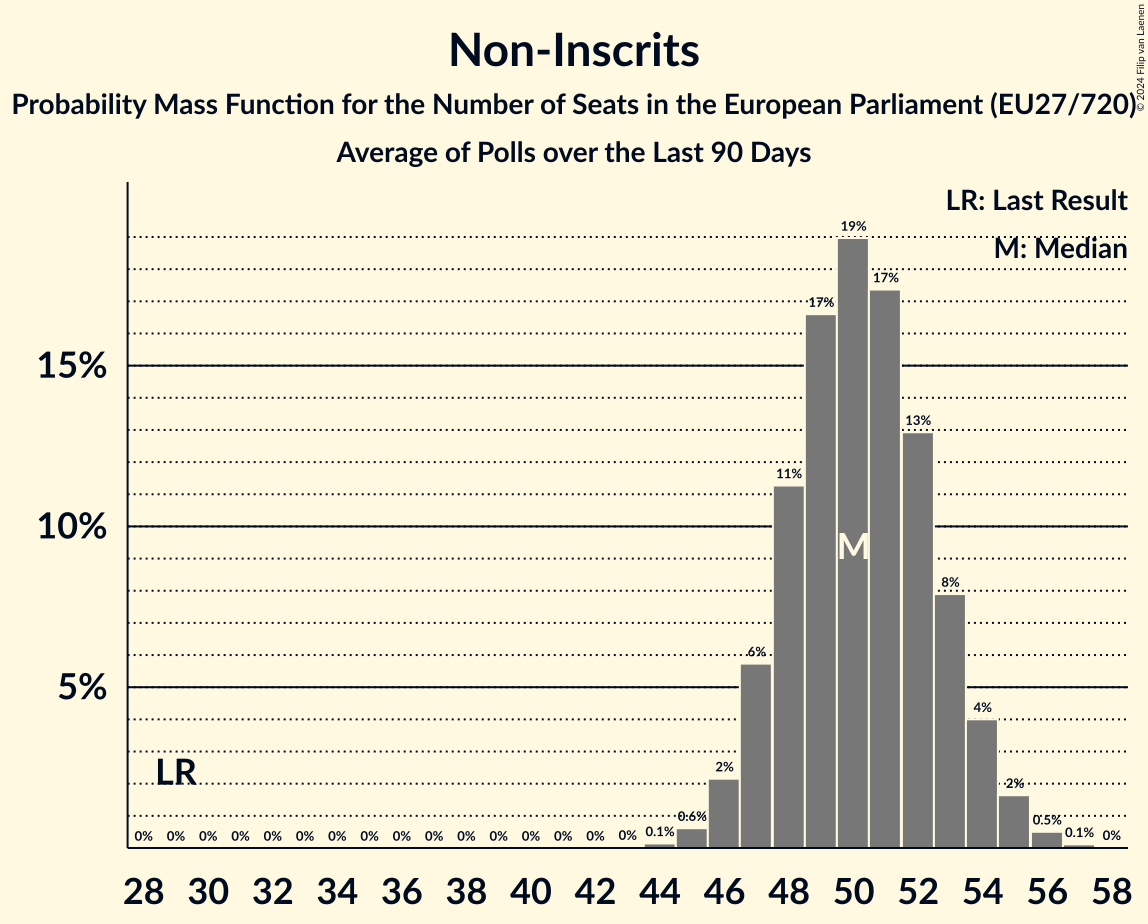 Non-Inscrits
Probability Mass Function for the Number of Seats in the European Parliament (EU27/720)
Average of Polls over the Last 90 Days
© 2024 Filip van Laenen
LR: Last Result
M: Median
19%
17%
17%
15%
13%
11%
10%
M
8%
6%
5%
4%
2%
LR
2%
0% 0% 0% 0% 0% 0% 0% 0% 0% 0% 0% 0% 0% 0% 0% 0% 0.1% 0.6% 0.5% 0.1% 0%
28 30 32 34 36 38 40 42 44 46 48 50 52 54 56 58